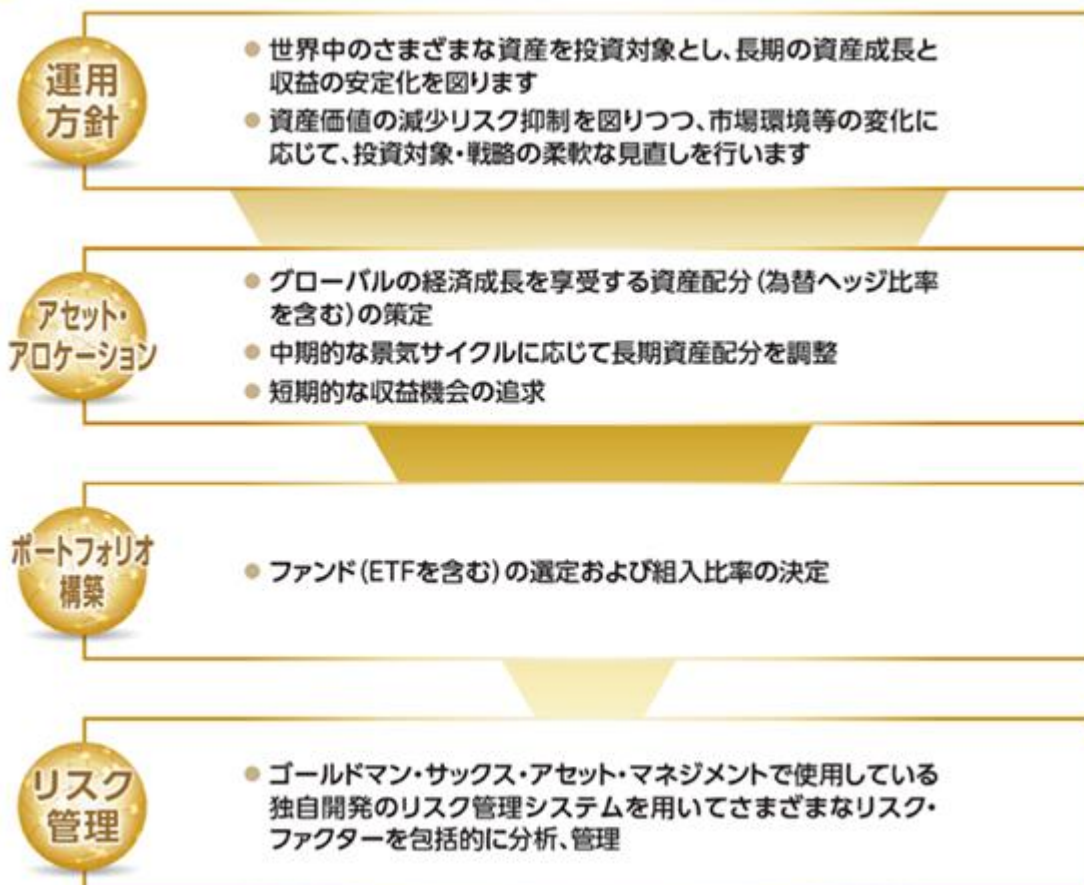 運用
方針
● 世界中のさまざまな資産を投資対象とし、長期の資産成長と
収益の安定化を図ります
● 資産価値の減少リスク抑制を図りつつ、市場環境等の変化に
応じて、投資対象・戦略の柔軟な見直しを行います
アセット・
アロケーション
● グローバルの経済成長を享受する資産配分(為替ヘッジ比率
を含む)の策定
● 中期的な景気サイクルに応じて長期資産配分を調整
● 短期的な収益機会の追求
ポートフォリオ
構築
● ファンド(ETFを含む)の選定および組入比率の決定
リスク
管理
● ゴールドマン・サックス・アセット・マネジメントで使用している
独自開発のリスク管理システムを用いてさまざまなリスク・
ファクターを包括的に分析、管理